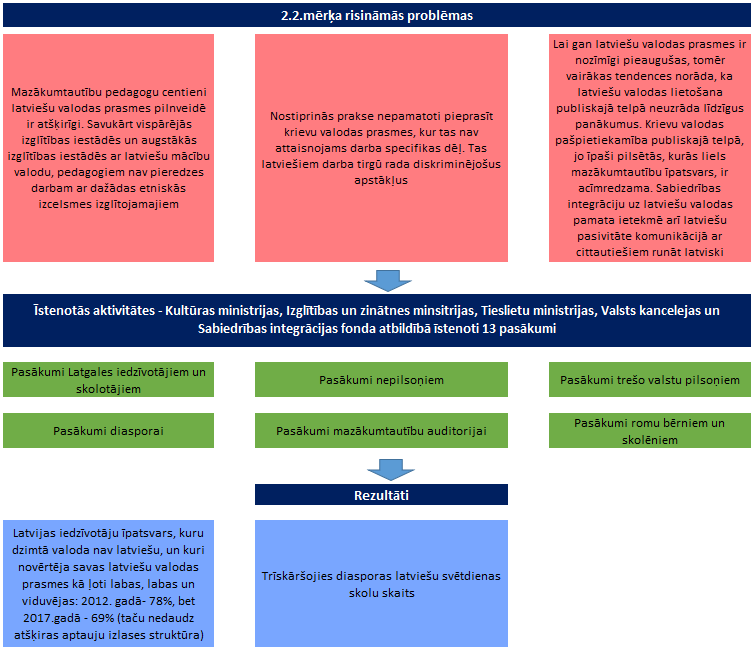 2.2.mērķa risināmās problēmas
Mazākumtautību pedagogu centieni
latviešu valodas prasmes pilnveidē
ir atšķirīgi. Savukārt vispārējās
izglītības iestādēs un augstākās
izglītības iestādēs ar latviešu mācību
valodu, pedagogiem nav pieredzes
darbam ar dažādas etniskās
izcelsmes izglītojamajiem
Nostiprinās prakse nepamatoti pieprasīt
krievu valodas prasmes, kur tas nav
attaisnojams darba specifikas dēļ. Tas
latviešiem darba tirgū rada diskriminējošus
apstākļus
Lai gan latviešu valodas prasmes ir
nozīmīgi pieaugušas, tomēr
vairākas tendences norāda, ka
latviešu valodas lietošana
publiskajā telpā neuzrāda līdzīgus
panākumus. Krievu valodas
pašpietiekamība publiskajā telpā,
jo īpaši pilsētās, kurās liels
mazākumtautību īpatsvars, ir
acīmredzama. Sabiedrības
integrāciju uz latviešu valodas
pamata ietekmē arī latviešu
pasivitāte komunikācijā ar
cittautiešiem runāt latviski
Īstenotās aktivitātes - Kultūras ministrijas, Izglītības un zinātnes minsitrijas, Tieslietu ministrijas, Valsts kancelejas un
Sabiedrības integrācijas fonda atbildībā īstenoti 13 pasākumi
Pasākumi Latgales iedzīvotājiem un
skolotājiem
Pasākumi nepilsoņiem
Pasākumi trešo valstu pilsoņiem
Pasākumi diasporai
Pasākumi mazākumtautību auditorijai
Pasākumi romu bērniem un
skolēniem
Rezultāti
Latvijas iedzīvotāju īpatsvars, kuru
dzimtā valoda nav latviešu, un kuri
novērtēja savas latviešu valodas
prasmes kā ļoti labas, labas un
viduvējas: 2012. gadā- 78%, bet
2017.gadā - 69% (taču nedaudz
atšķiras aptauju izlases struktūra)
Trīskāršojies diasporas latviešu svētdienas
skolu skaits